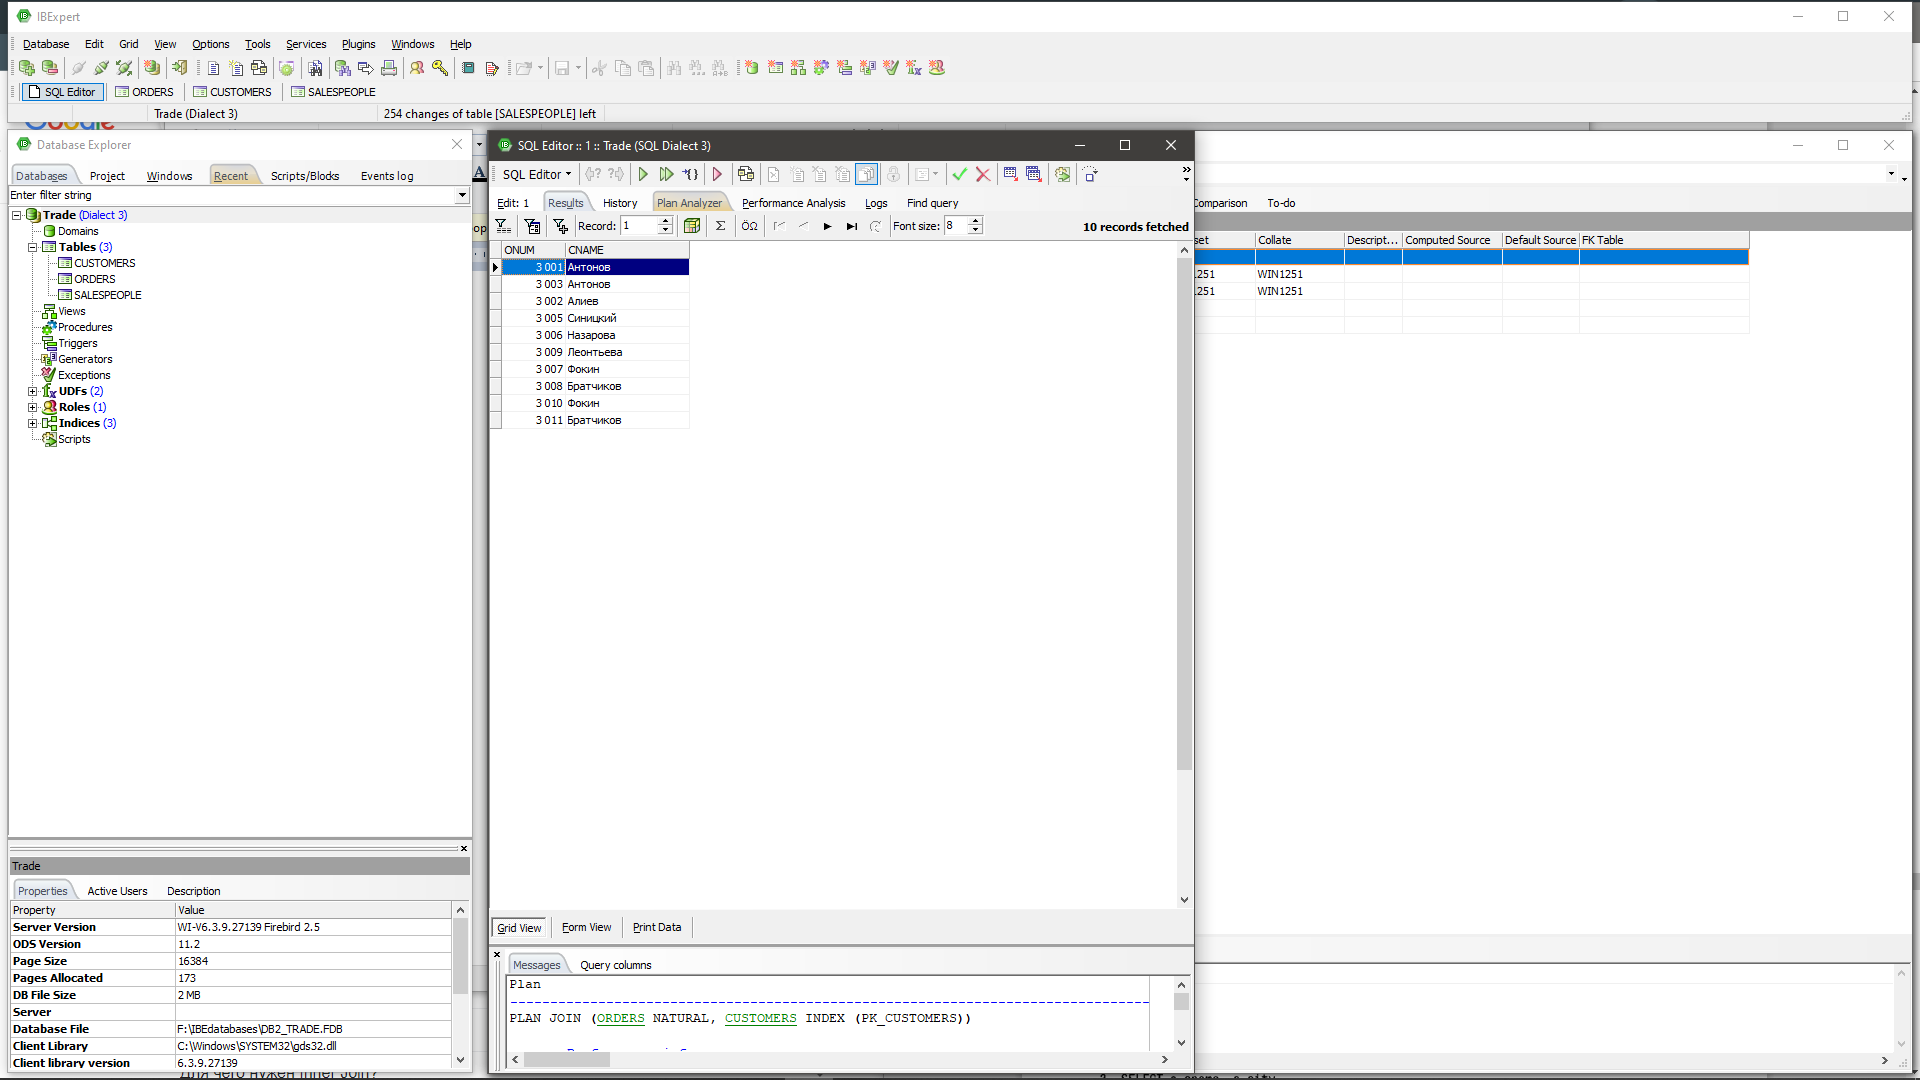 IBExpert
Database Edit Grid View Options Tools Services Plugins Windows Help
SQL Editor ORDERS CUSTOMERS SALESPEOPLE
Trade (Dialect 3) 254 changes of table [SALESPEOPLE] left
Database Explorer
Databases Project Windows Recent Scripts/Blocks Events log
Enter filter string
Trade (Dialect 3)
Domains
Tables (3)
CUSTOMERS
ORDERS
SALESPEOPLE
Views
Procedures
Triggers
Generators
Exceptions
UDFs (2)
Roles (1)
Indices (3)
Scripts
Trade
Properties Active Users Description
Property Value
Server Version WI-V6.3.9.27139 Firebird 2.5
ODS Version 11.2
Page Size 16384
Pages Allocated 173
DB File Size 2 MB
Server
Database File F:\IBEdatabases\DB2_TRADE.FDB
Client Library C:\Windows\SYSTEM32\gds32.dll
Client library version 6.3.9.27139
Для чего нужен Inner Join?
SQL Editor :: 1 :: Trade (SQL Dialect 3)
SQL Editor
Edit: 1 Results History Plan Analyzer Performance Analysis Logs Find query
Record: 1 Σ ÖΩ Font size: 8 10 records fetched
ONUM CNAME
3 001 Антонов
3 003 Антонов
3 002 Алиев
3 005 Синицкий
3 006 Назарова
3 009 Леонтьева
3 007 Фокин
3 008 Братчиков
3 010 Фокин
3 011 Братчиков
Grid View Form View Print Data
Messages Query columns
Plan
--------------------------------------------------------------------------------
PLAN JOIN (ORDERS NATURAL, CUSTOMERS INDEX (PK_CUSTOMERS))
Comparison To-do
set Collate Descript... Computed Source Default Source FK Table
1251 WIN1251
1251 WIN1251